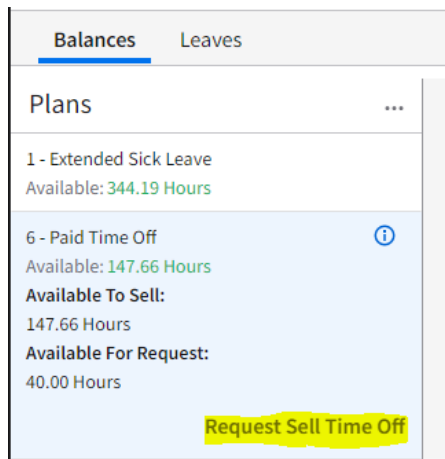 Balances Leaves
Plans ...
1 - Extended Sick Leave
Available: 344.19 Hours
6 - Paid Time Off
Available: 147.66 Hours
Available To Sell:
147.66 Hours
Available For Request:
40.00 Hours
Request Sell Time Off